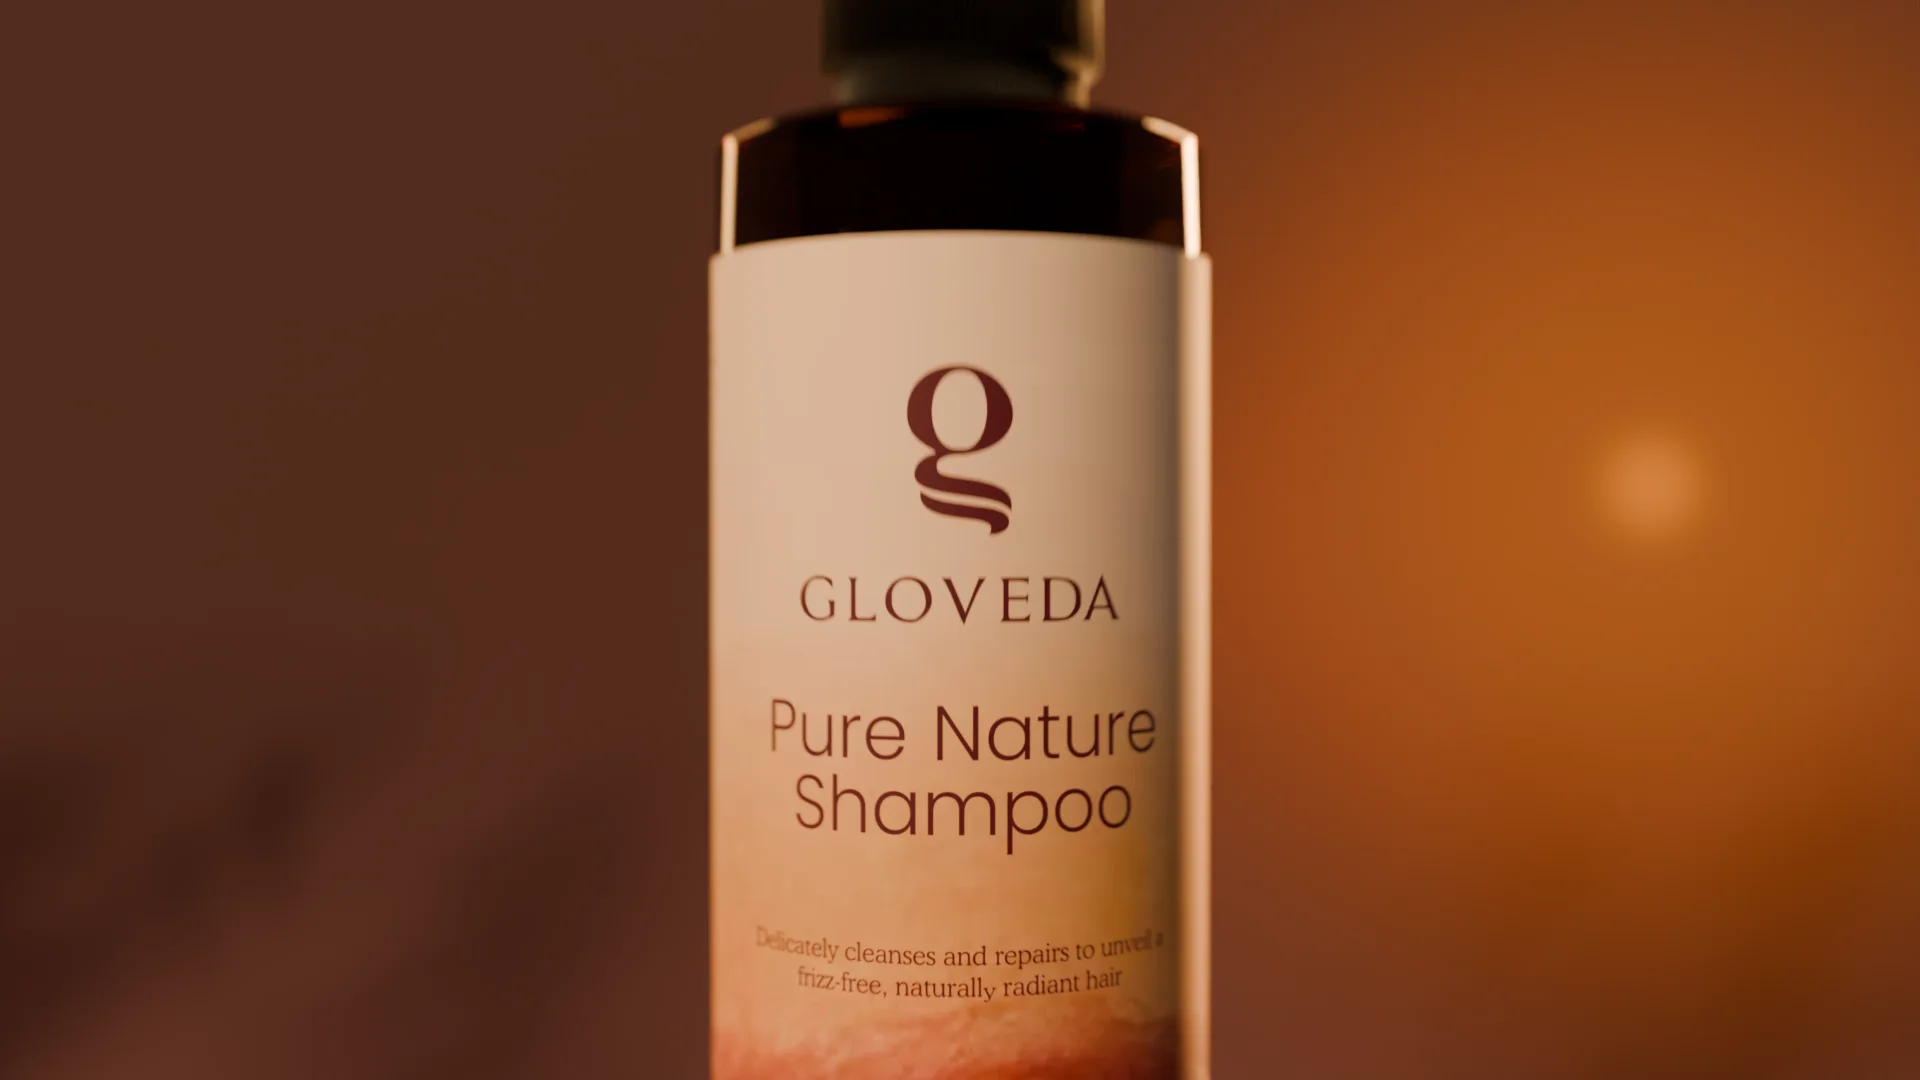 g
GLOVEDA
Pure Nature
Shampoo
Delicately cleanses and repairs to unveil a
frizz-free, naturally radiant hair